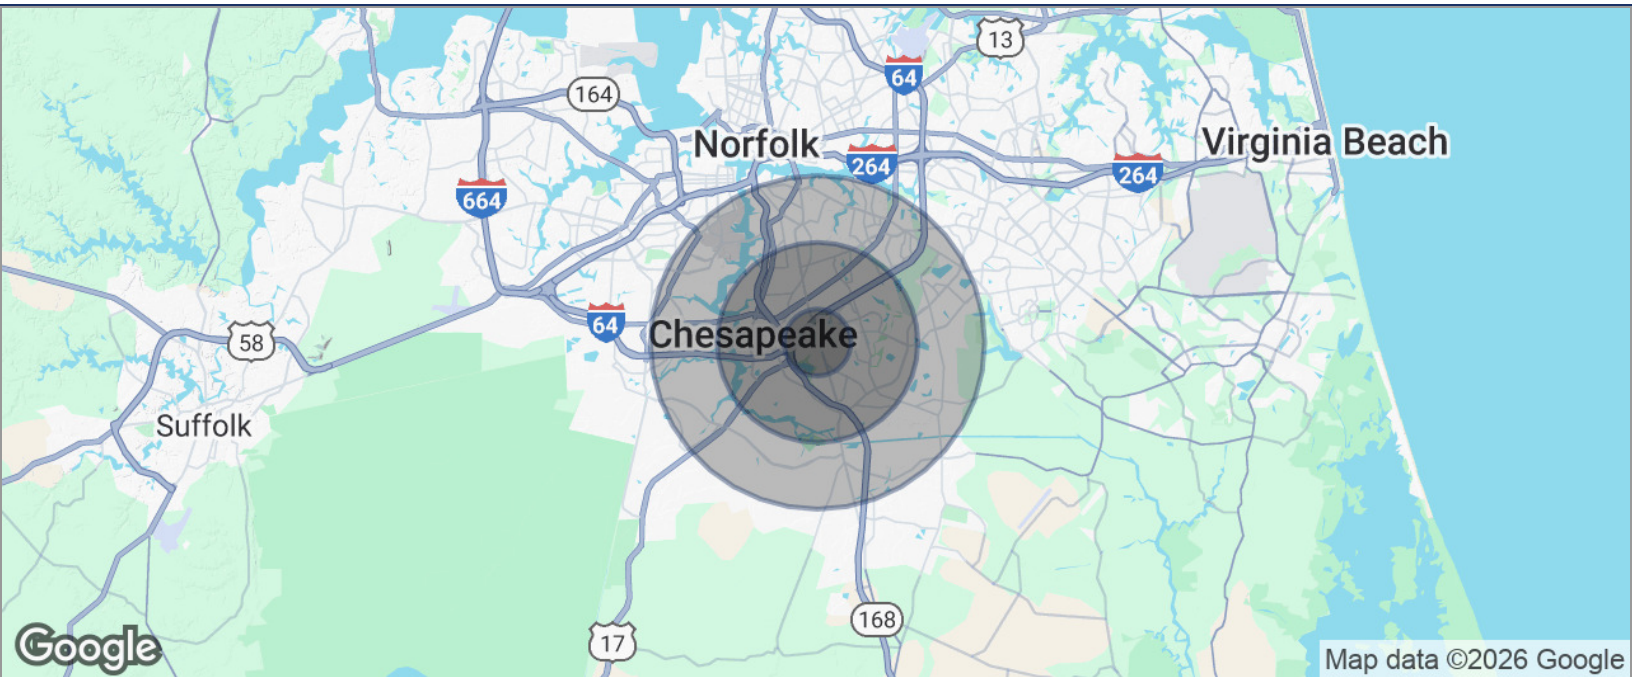 13
64
164
Norfolk
Virginia Beach
264
264
664
64
Chesapeake
58
Suffolk
168
17
Google
Map data ©2026 Google